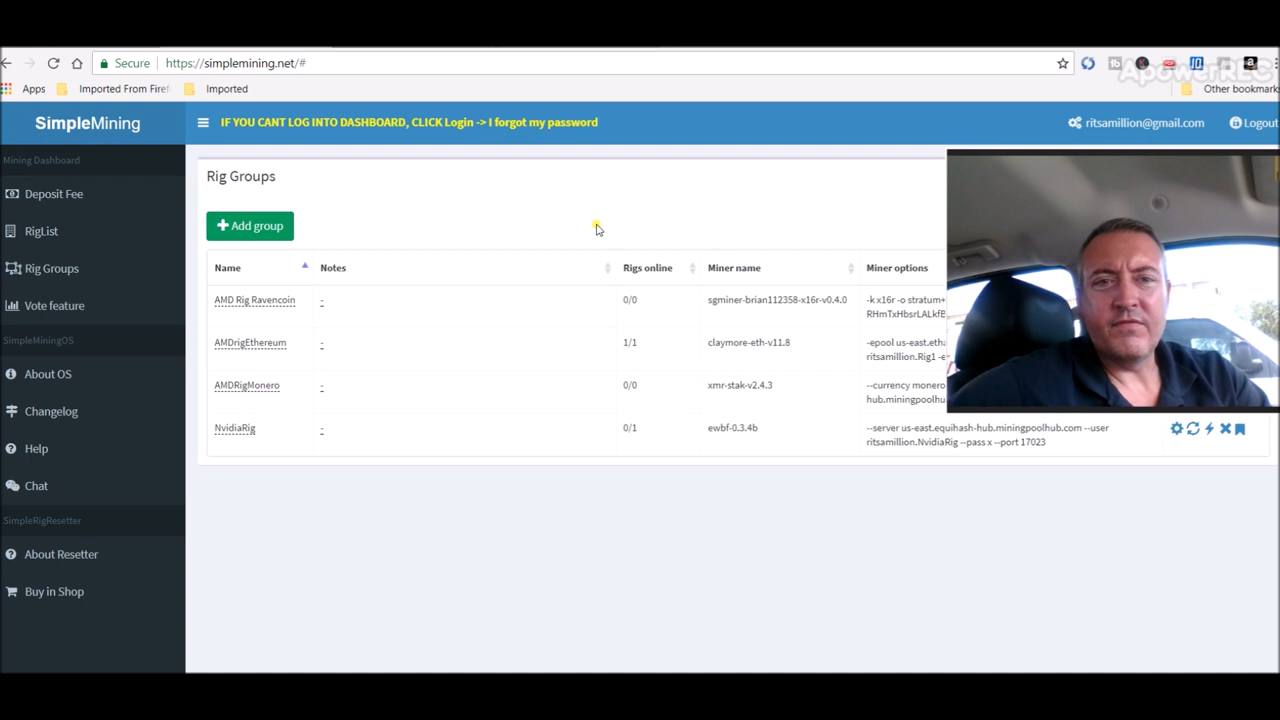 Secure https://simplemining.net/#
ApowerREC
Apps Imported From Firef Imported Other bookmark
SimpleMining
IF YOU CANT LOG INTO DASHBOARD, CLICK Login -> I forgot my password
ritsamillion@gmail.com Logout
Mining Dashboard
Deposit Fee
RigList
Rig Groups
Vote feature
SimpleMiningOS
About OS
Changelog
Help
Chat
SimpleRigResetter
About Resetter
Buy in Shop
Rig Groups
Add group
Name Notes Rigs online Miner name Miner options
AMD Rig Ravencoin - 0/0 sgminer-brian112358-x16r-v0.4.0 -k x16r -o stratum+
RHmTxHbsrLALkfB
AMDrigEthereum - 1/1 claymore-eth-v11.8 -epool us-east.etha
ritsamillion.Rig1 -e
AMDRigMonero - 0/0 xmr-stak-v2.4.3 --currency monero
hub.miningpoolhu
NvidiaRig - 0/1 ewbf-0.3.4b --server us-east.equihash-hub.miningpoolhub.com --user
ritsamillion.NvidiaRig --pass x --port 17023